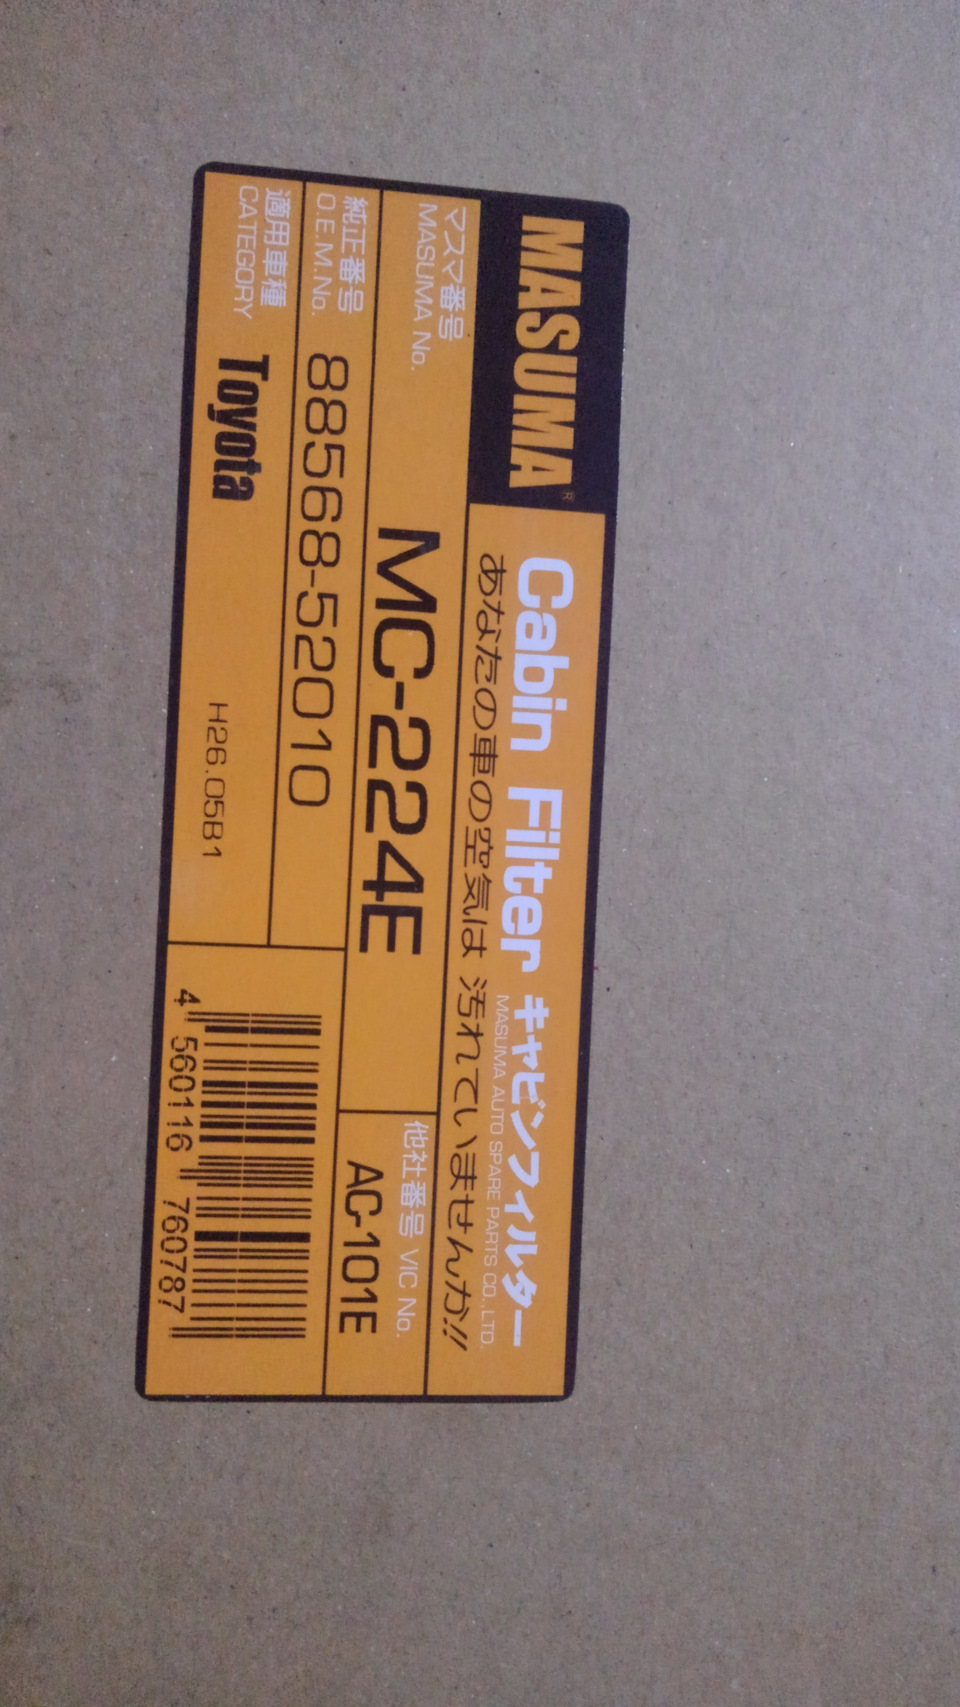 MASUMA®
Cabin Filter キャビンフィルター
MASUMA AUTO SPARE PARTS CO., LTD.
あなたの車の空気は 汚れていませんか!!
マスマ番号
MASUMA No.
MC-224E
他社番号 VIC No.
AC-101E
純正番号
O.E.M.No.
88568-52010
適用車種
CATEGORY
Toyota
H26.05B1
4 560116 760787